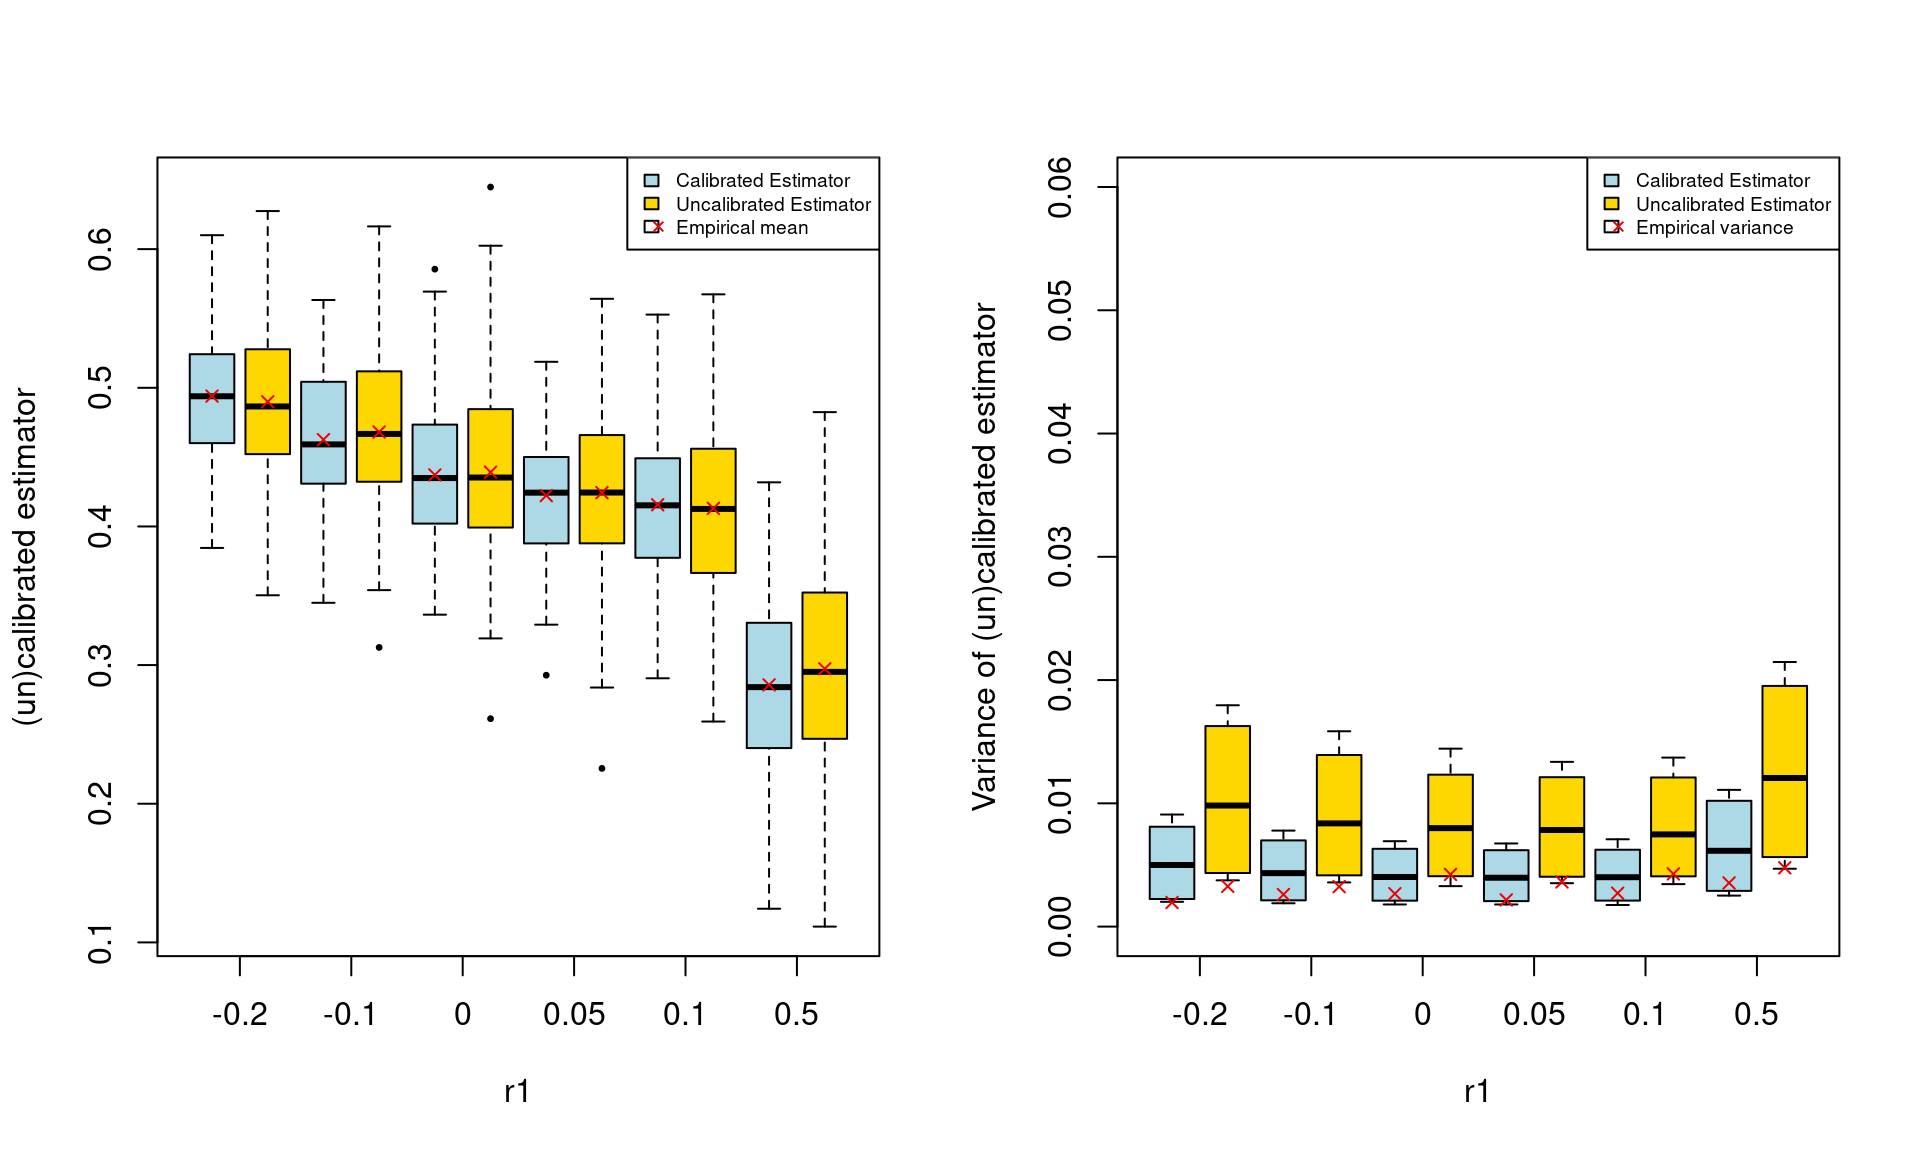 (un)calibrated estimator
0.6
0.5
0.4
0.3
0.2
0.1
Calibrated Estimator
Uncalibrated Estimator
Empirical mean
-0.2 -0.1 0 0.05 0.1 0.5
r1
Variance of (un)calibrated estimator
0.06
0.05
0.04
0.03
0.02
0.01
0.00
Calibrated Estimator
Uncalibrated Estimator
Empirical variance
-0.2 -0.1 0 0.05 0.1 0.5
r1